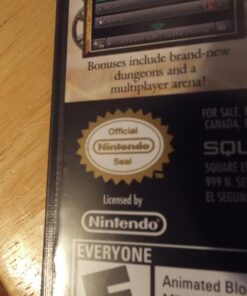 Bonuses include brand-new
dungeons and a
multiplayer arena!
Official
Nintendo
Seal
FOR SALE,
CANADA,
Licensed by
Nintendo
SQU
SQUARE E
999 N. SE
EL SEGUN
EVERYONE
E
Animated Blo